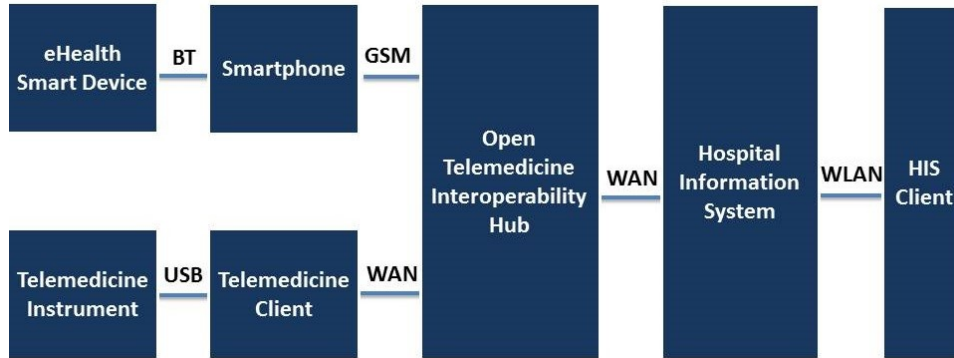 eHealth
Smart Device
BT
Smartphone
GSM
Open
Telemedicine
Interoperability
Hub
WAN
Hospital
Information
System
WLAN
HIS
Client
Telemedicine
Instrument
USB
Telemedicine
Client
WAN